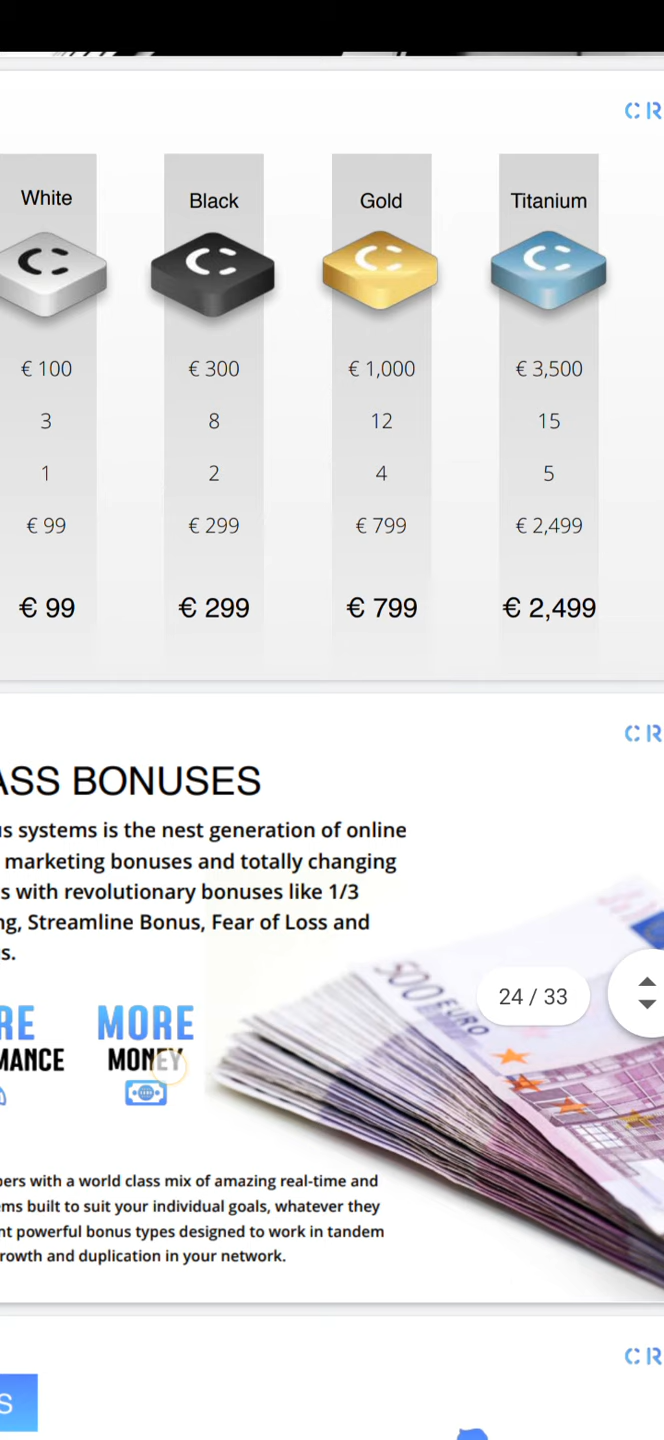 CR
White Black Gold Titanium
€ 100 € 300 € 1,000 € 3,500
3 8 12 15
1 2 4 5
€ 99 € 299 € 799 € 2,499
€ 99 € 299 € 799 € 2,499
CR
ASS BONUSES
s systems is the nest generation of online
marketing bonuses and totally changing
s with revolutionary bonuses like 1/3
ng, Streamline Bonus, Fear of Loss and
s.
500 EURO
24 / 33
RE MORE
MANCE MONEY
bers with a world class mix of amazing real-time and
ems built to suit your individual goals, whatever they
nt powerful bonus types designed to work in tandem
rowth and duplication in your network.
CR
S